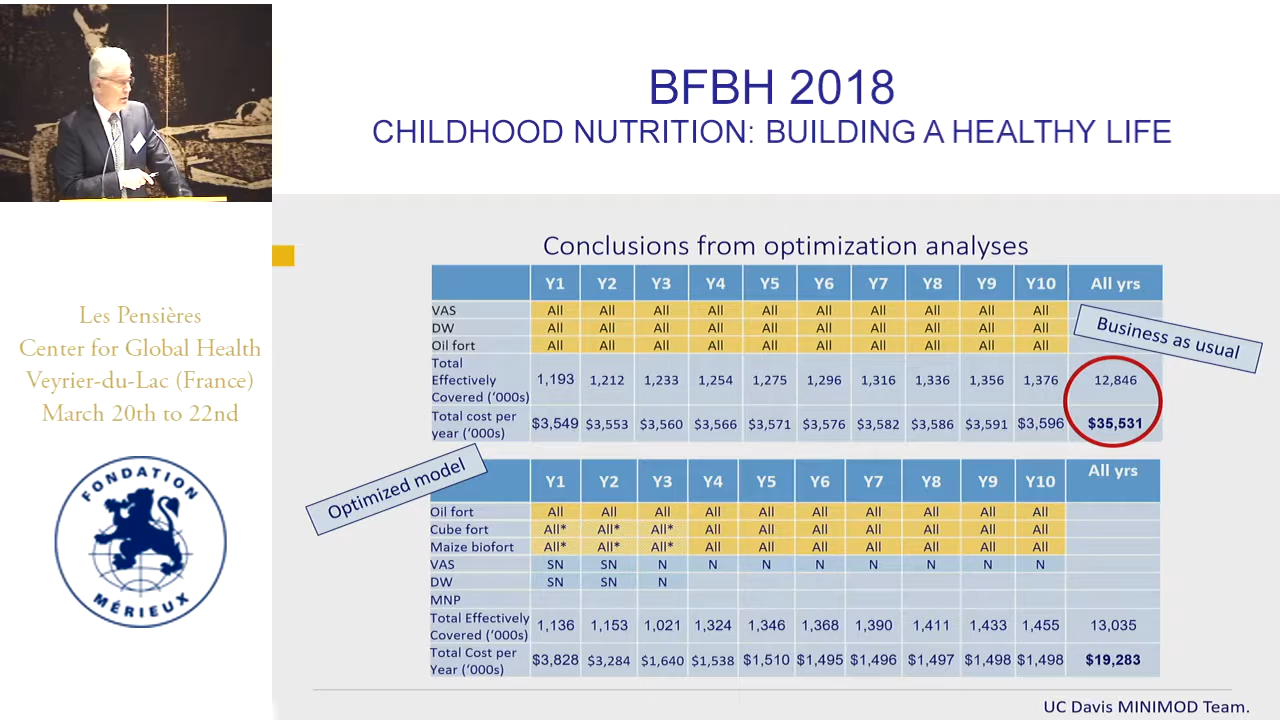 BFBH 2018
CHILDHOOD NUTRITION: BUILDING A HEALTHY LIFE
Les Pensières
Center for Global Health
Veyrier-du-Lac (France)
March 20th to 22nd
FONDATION
MÉRIEUX
Conclusions from optimization analyses
Y1 Y2 Y3 Y4 Y5 Y6 Y7 Y8 Y9 Y10 All yrs
VAS All All All All All All All All All All
DW All All All All All All All All All All
Oil fort All All All All All All All All All All
Business as usual
Total
Effectively
Covered ('000s) 1,193 1,212 1,233 1,254 1,275 1,296 1,316 1,336 1,356 1,376 12,846
Total cost per
year ('000s) $3,549 $3,553 $3,560 $3,566 $3,571 $3,576 $3,582 $3,586 $3,591 $3,596 $35,531
Optimized model
Y1 Y2 Y3 Y4 Y5 Y6 Y7 Y8 Y9 Y10 All yrs
Oil fort All All All All All All All All All All
Cube fort All* All* All* All All All All All All All
Maize biofort All* All* All* All All All All All All All
VAS SN SN N N N N N N N N
DW SN SN N
MNP
Total Effectively
Covered ('000s) 1,136 1,153 1,021 1,324 1,346 1,368 1,390 1,411 1,433 1,455 13,035
Total Cost per
Year ('000s) $3,828 $3,284 $1,640 $1,538 $1,510 $1,495 $1,496 $1,497 $1,498 $1,498 $19,283
UC Davis MINIMOD Team.